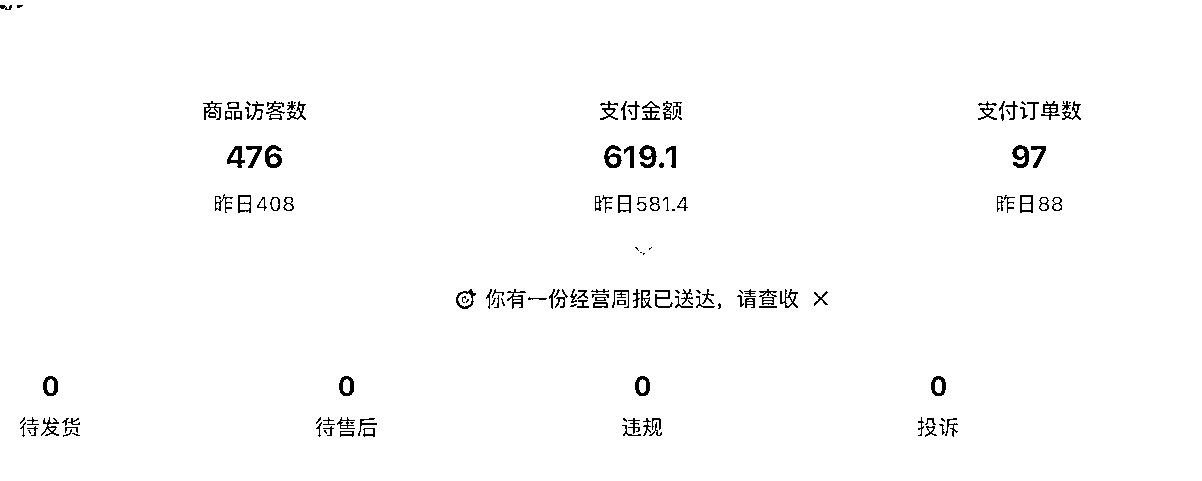 商品访客数 支付金额 支付订单数
476 619.1 97
昨日408 昨日581.4 昨日88
你有一份经营周报已送达，请查收 ×
0 0 0 0
待发货 待售后 违规 投诉